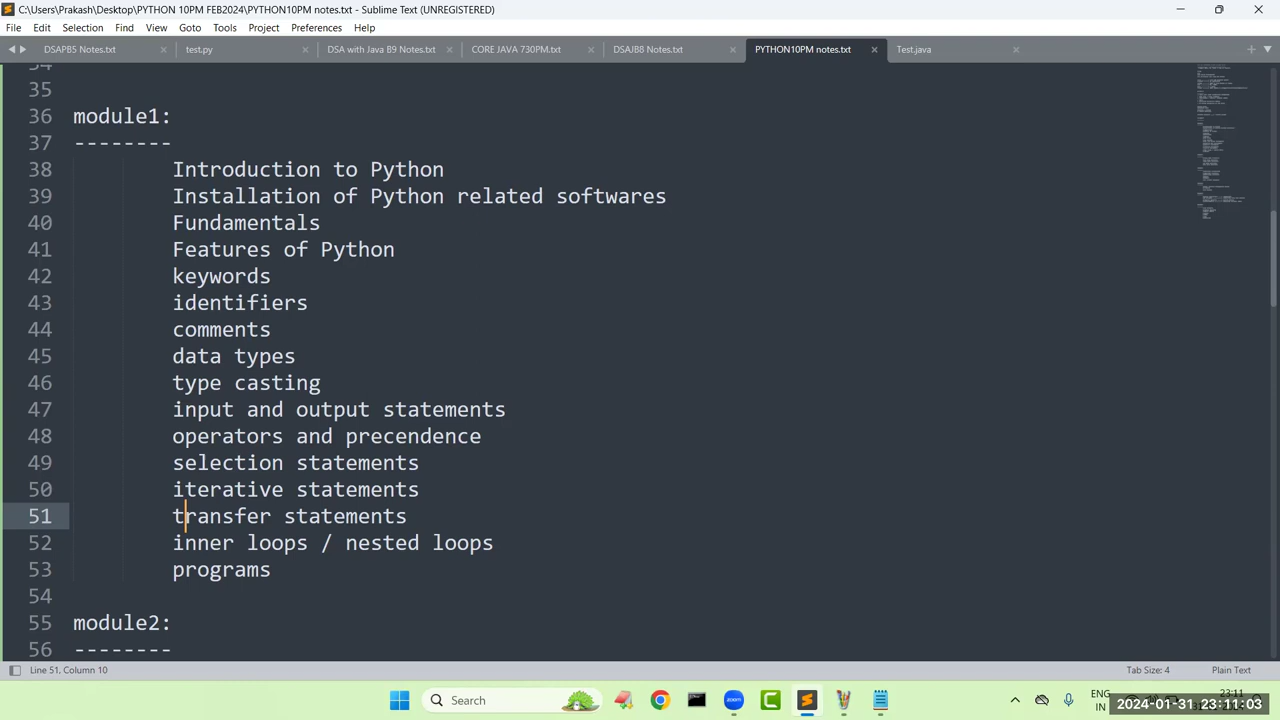 C:\Users\Prakash\Desktop\PYTHON 10PM FEB2024\PYTHON10PM notes.txt - Sublime Text (UNREGISTERED)
File Edit Selection Find View Goto Tools Project Preferences Help
DSAPB5 Notes.txt test.py DSA with Java B9 Notes.txt CORE JAVA 730PM.txt DSAJB8 Notes.txt PYTHON10PM notes.txt Test.java
34
35
36 module1:
37 --------
38 Introduction to Python
39 Installation of Python related softwares
40 Fundamentals
41 Features of Python
42 keywords
43 identifiers
44 comments
45 data types
46 type casting
47 input and output statements
48 operators and precendence
49 selection statements
50 iterative statements
51 transfer statements
52 inner loops / nested loops
53 programs
54
55 module2:
56 --------
Line 51, Column 10 Tab Size: 4 Plain Text
Search zoom ENG 23:11
IN 2024-01-31 23:11:03